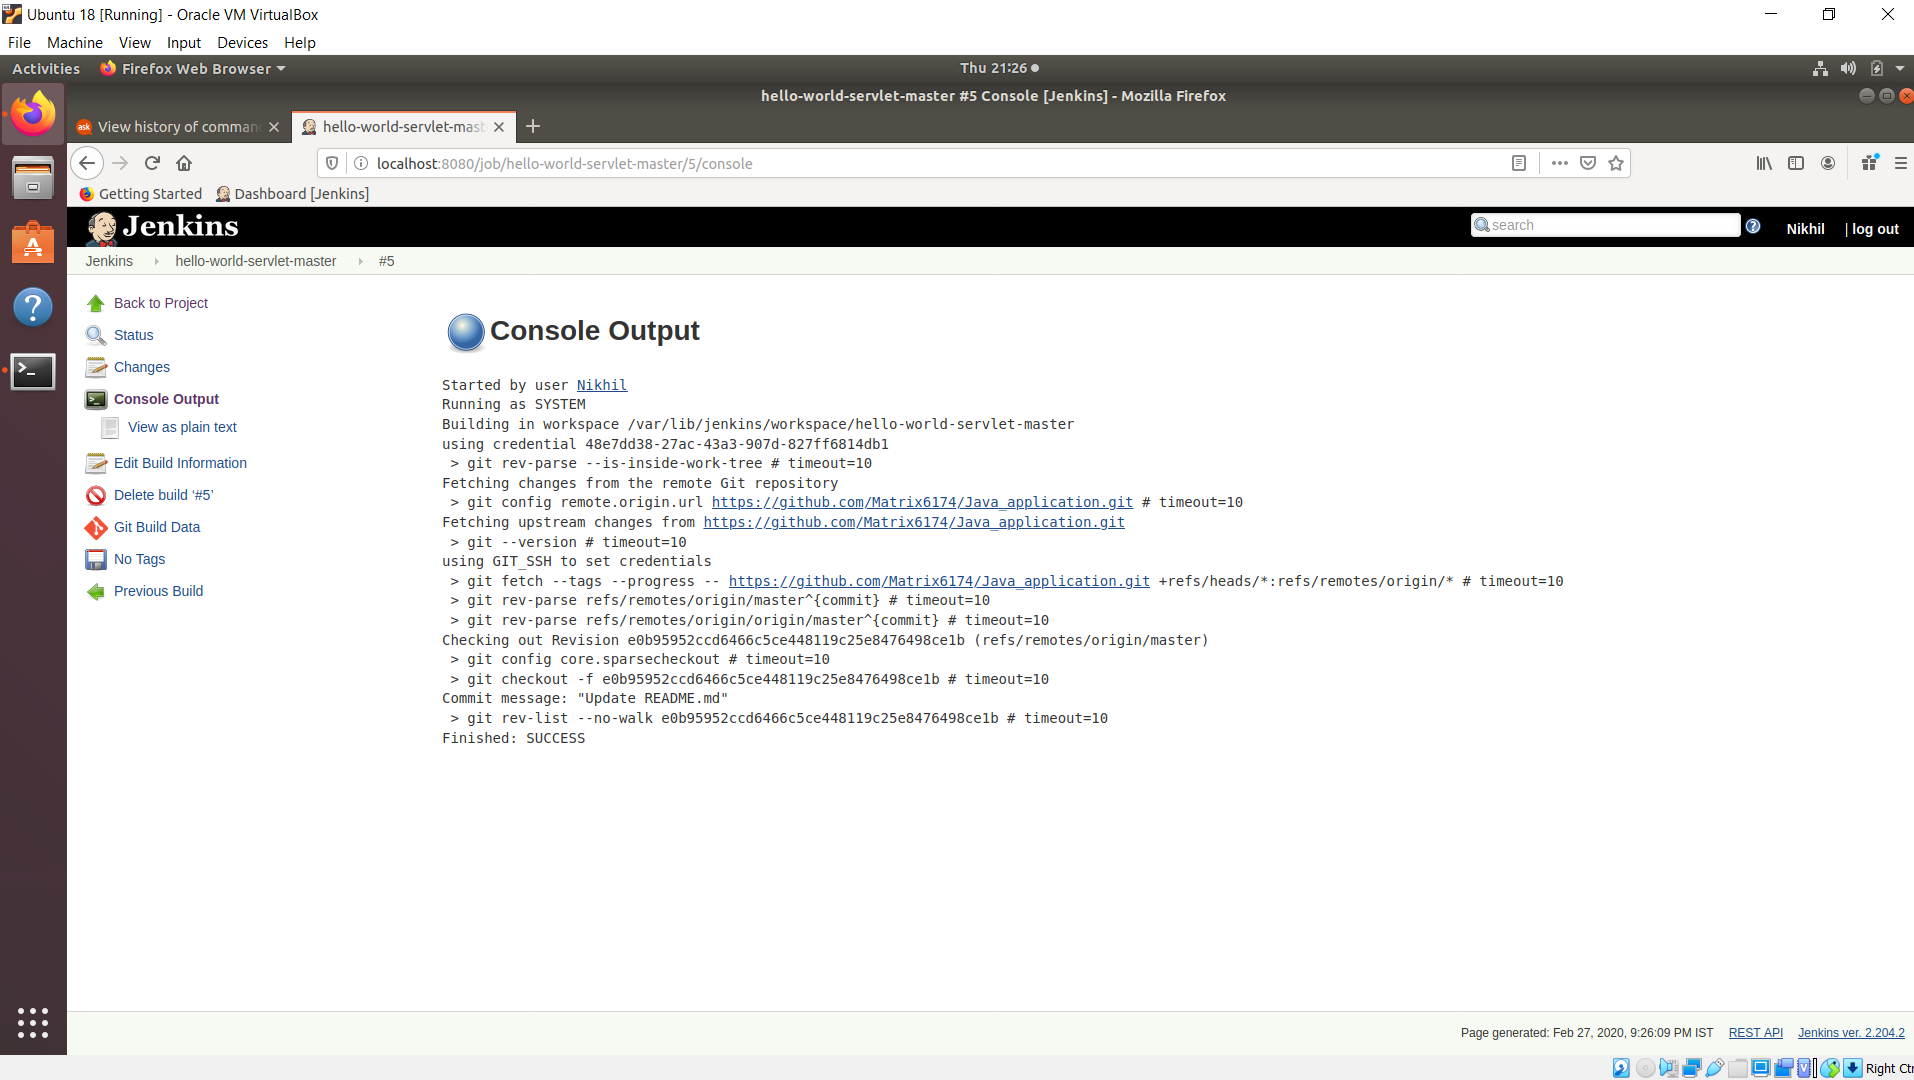 Ubuntu 18 [Running] - Oracle VM VirtualBox
File Machine View Input Devices Help
Activities Firefox Web Browser Thu 21:26
hello-world-servlet-master #5 Console [Jenkins] - Mozilla Firefox
ask View history of comman hello-world-servlet-mast
localhost:8080/job/hello-world-servlet-master/5/console
Getting Started Dashboard [Jenkins]
Jenkins search Nikhil | log out
Jenkins hello-world-servlet-master #5
Back to Project
Status
Changes
Console Output
View as plain text
Edit Build Information
Delete build ‘#5’
Git Build Data
No Tags
Previous Build
Console Output
Started by user Nikhil
Running as SYSTEM
Building in workspace /var/lib/jenkins/workspace/hello-world-servlet-master
using credential 48e7dd38-27ac-43a3-907d-827ff6814db1
> git rev-parse --is-inside-work-tree # timeout=10
Fetching changes from the remote Git repository
> git config remote.origin.url https://github.com/Matrix6174/Java_application.git # timeout=10
Fetching upstream changes from https://github.com/Matrix6174/Java_application.git
> git --version # timeout=10
using GIT_SSH to set credentials
> git fetch --tags --progress -- https://github.com/Matrix6174/Java_application.git +refs/heads/*:refs/remotes/origin/* # timeout=10
> git rev-parse refs/remotes/origin/master^{commit} # timeout=10
> git rev-parse refs/remotes/origin/origin/master^{commit} # timeout=10
Checking out Revision e0b95952ccd6466c5ce448119c25e8476498ce1b (refs/remotes/origin/master)
> git config core.sparsecheckout # timeout=10
> git checkout -f e0b95952ccd6466c5ce448119c25e8476498ce1b # timeout=10
Commit message: "Update README.md"
> git rev-list --no-walk e0b95952ccd6466c5ce448119c25e8476498ce1b # timeout=10
Finished: SUCCESS
Page generated: Feb 27, 2020, 9:26:09 PM IST REST API Jenkins ver. 2.204.2
Right Ctr